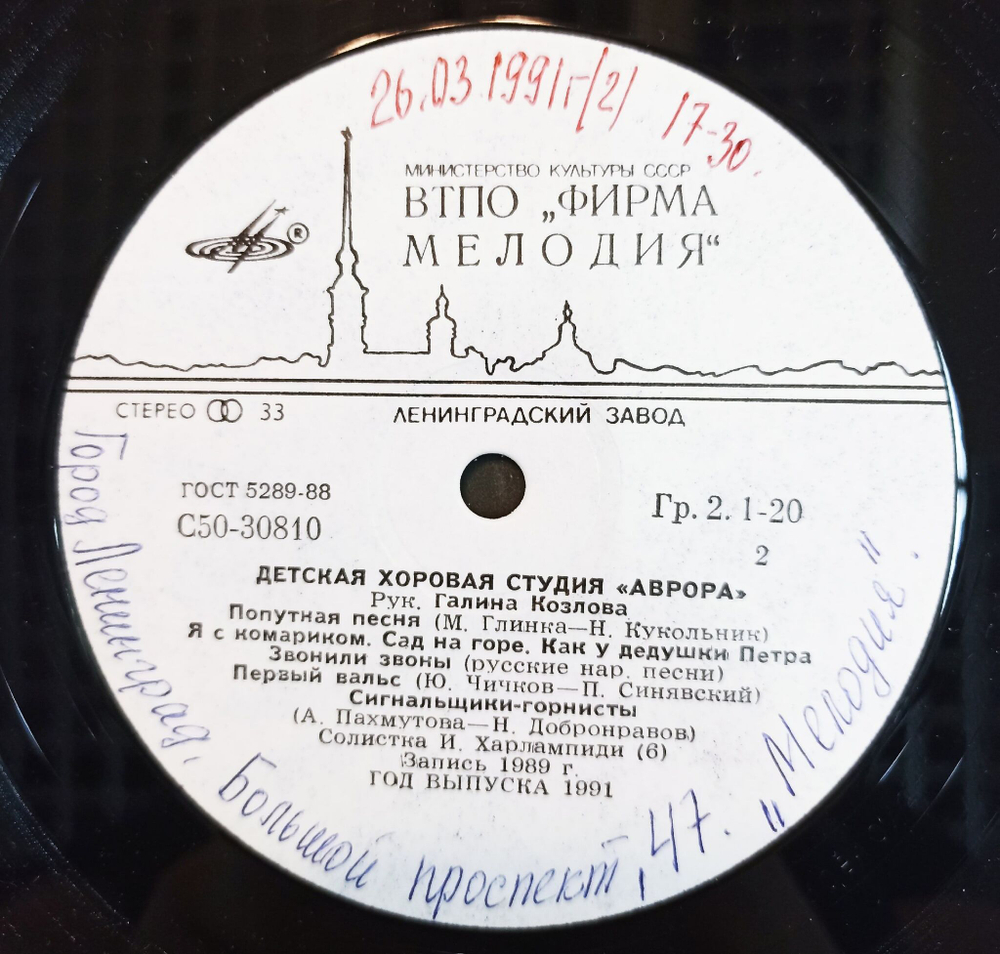 26.03.1991г/2/ 17-30.
МИНИСТЕРСТВО КУЛЬТУРЫ СССР
ВТПО „ФИРМА
МЕЛОДИЯ“
®
СТЕРЕО 33
ЛЕНИНГРАДСКИЙ ЗАВОД
ГОСТ 5289-88
С50-30810
Гр. 2. 1-20
2
ДЕТСКАЯ ХОРОВАЯ СТУДИЯ «АВРОРА»
Рук. Галина Козлова
Попутная песня (М. Глинка—Н. Кукольник)
Я с комариком. Сад на горе. Как у дедушки Петра
Звонили звоны (русские нар. песни)
Первый вальс (Ю. Чичков—П. Синявский)
Сигнальщики-горнисты
(А. Пахмутова—Н. Добронравов)
Солистка И. Харлампиди (6)
Запись 1989 г.
ГОД ВЫПУСКА 1991
Город Ленинград, Большой проспект, 47. „Мелодия".